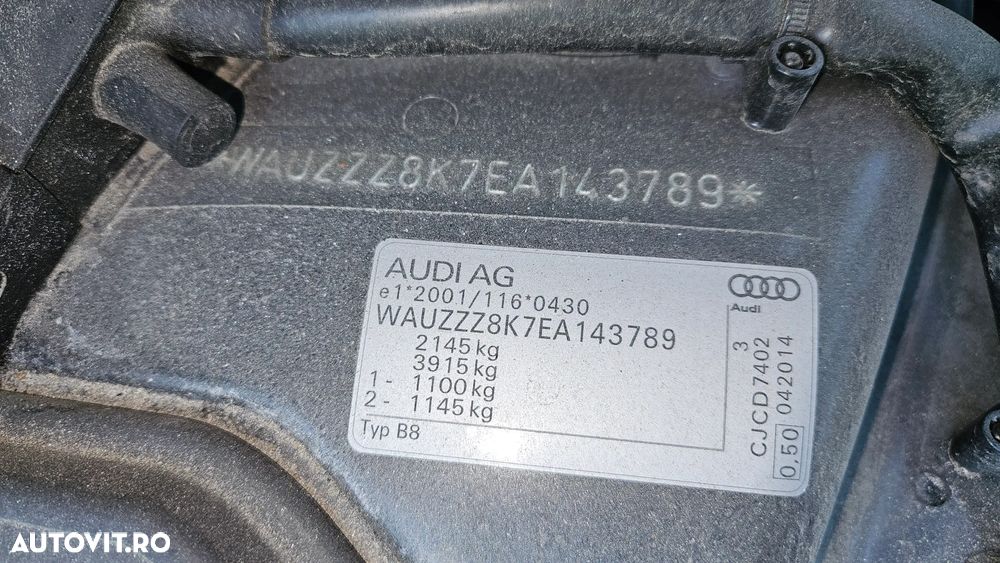 *WAUZZZ8K7EA143789*
AUDI AG
Audi
e1*2001/116*0430
WAUZZZ8K7EA143789
2145 kg
3915 kg
1 - 1100 kg
2 - 1145 kg
Typ B8
3
CJCD7402
0,50 042014
AUTOVIT.RO